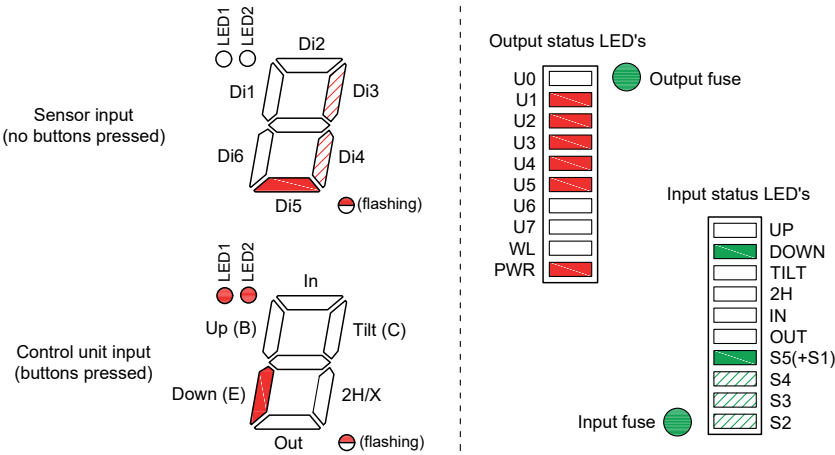 LED1
LED2
Di2
Di1
Di3
Sensor input
(no buttons pressed)
Di6
Di4
Di5
(flashing)
LED1
LED2
In
Up (B)
Tilt (C)
Control unit input
(buttons pressed)
Down (E)
2H/X
Out
(flashing)
Output status LED's
U0
Output fuse
U1
U2
U3
U4
U5
U6
U7
WL
PWR
Input status LED's
UP
DOWN
TILT
2H
IN
OUT
S5(+S1)
S4
S3
Input fuse
S2